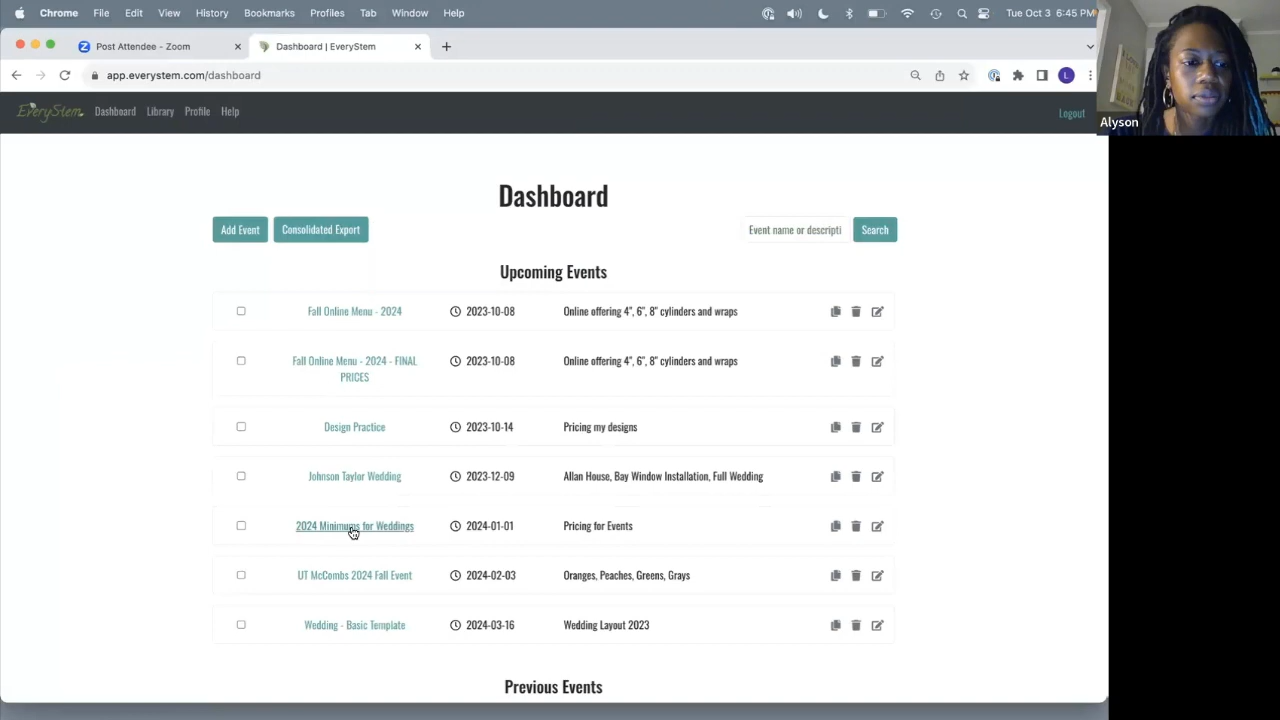 Chrome File Edit View History Bookmarks Profiles Tab Window Help Tue Oct 3 6:45 PM
Post Attendee - Zoom Dashboard | EveryStem
app.everystem.com/dashboard L
EveryStem Dashboard Library Profile Help Logout
Alyson
Dashboard
Add Event Consolidated Export Event name or descripti Search
Upcoming Events
Fall Online Menu - 2024 2023-10-08 Online offering 4", 6", 8" cylinders and wraps
Fall Online Menu - 2024 - FINAL 2023-10-08 Online offering 4", 6", 8" cylinders and wraps
PRICES
Design Practice 2023-10-14 Pricing my designs
Johnson Taylor Wedding 2023-12-09 Allan House, Bay Window Installation, Full Wedding
2024 Minimums for Weddings 2024-01-01 Pricing for Events
UT McCombs 2024 Fall Event 2024-02-03 Oranges, Peaches, Greens, Grays
Wedding - Basic Template 2024-03-16 Wedding Layout 2023
Previous Events